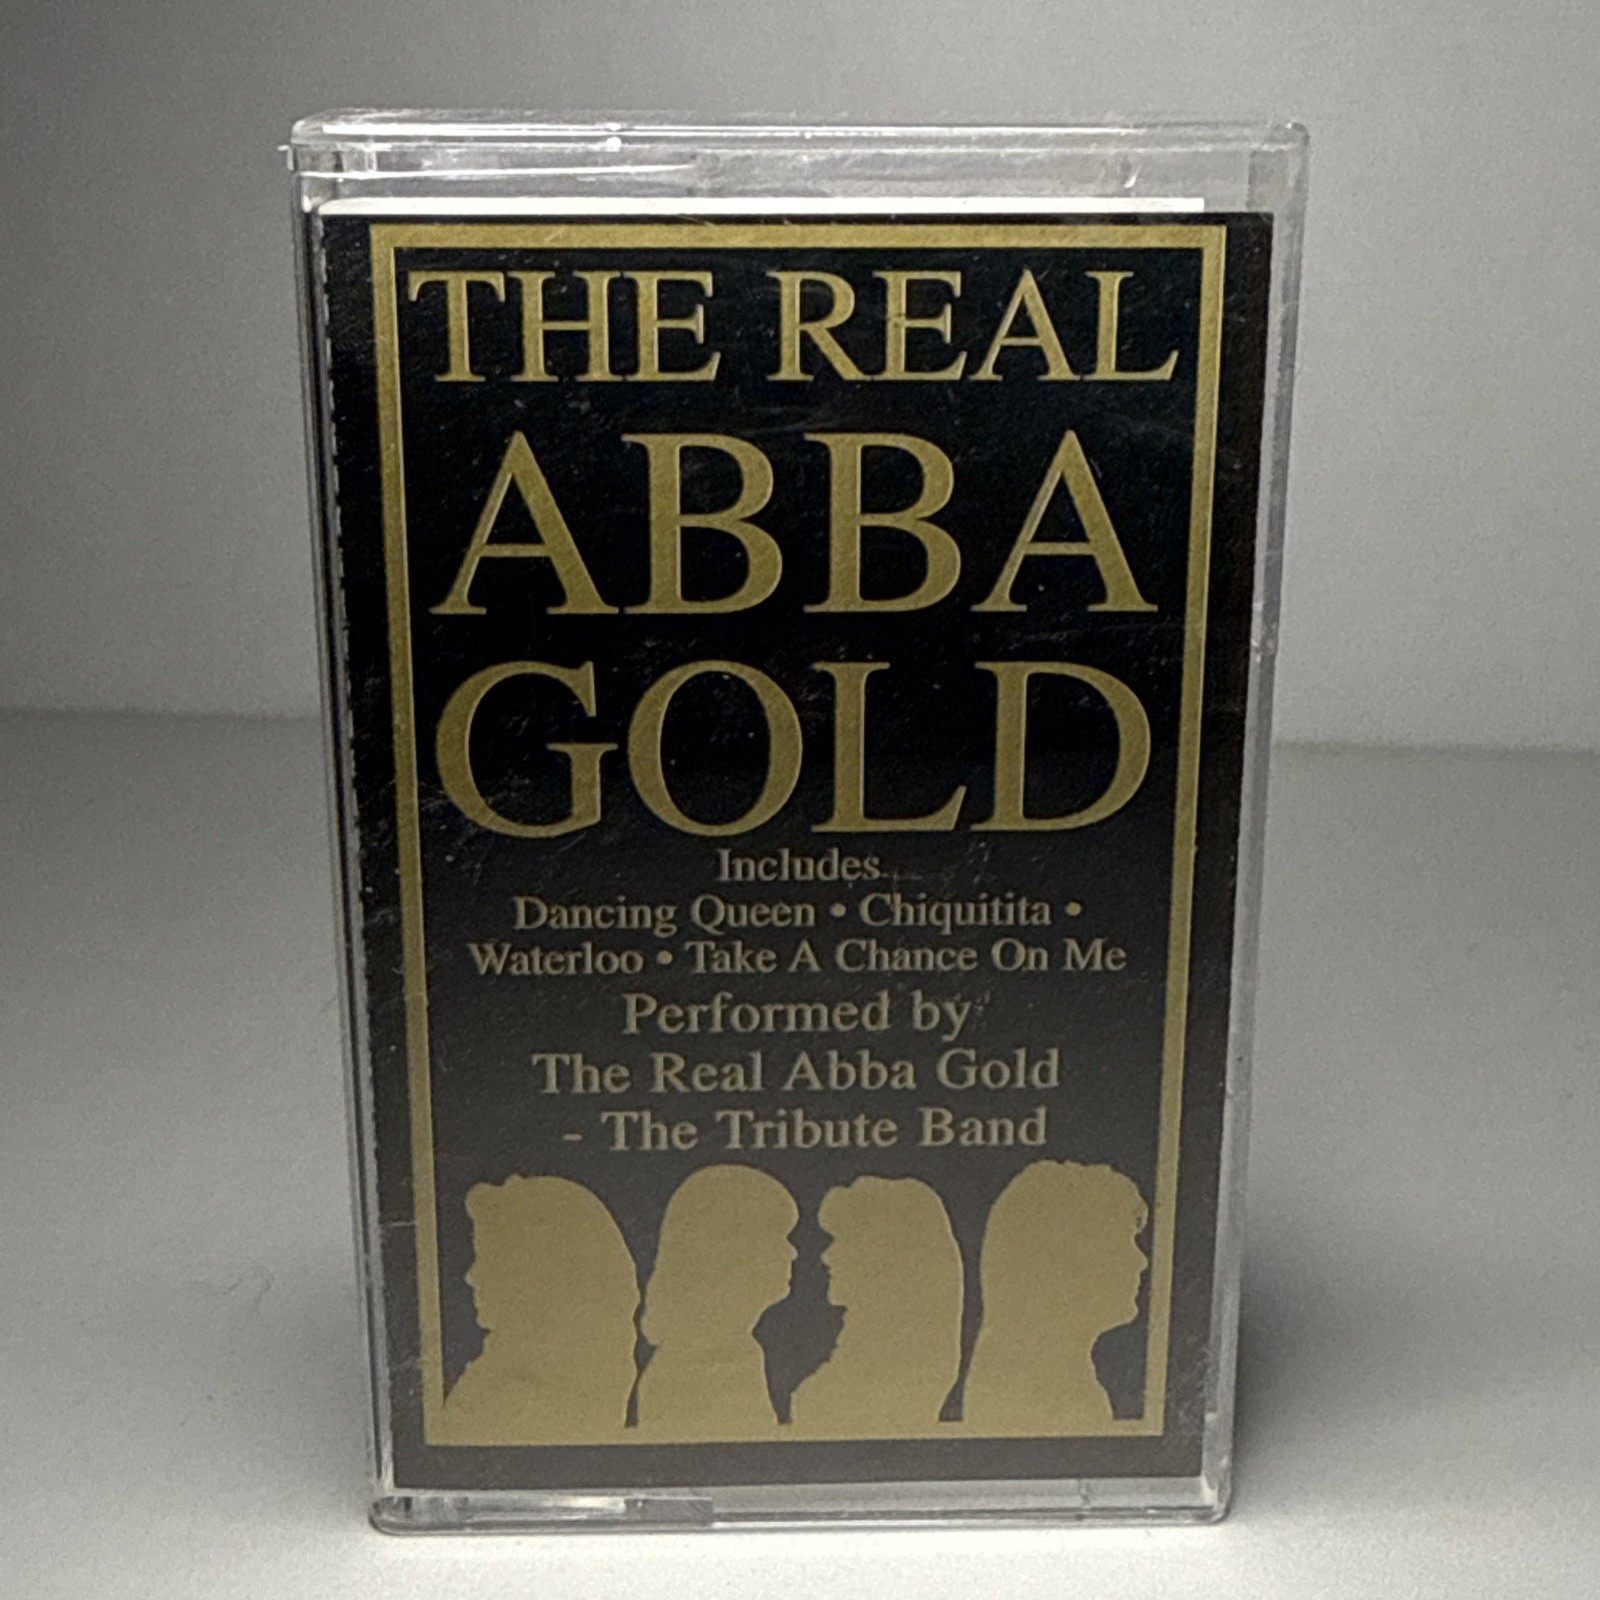 THE REAL
ABBA
GOLD
Includes
Dancing Queen • Chiquitita •
Waterloo • Take A Chance On Me
Performed by
The Real Abba Gold
- The Tribute Band